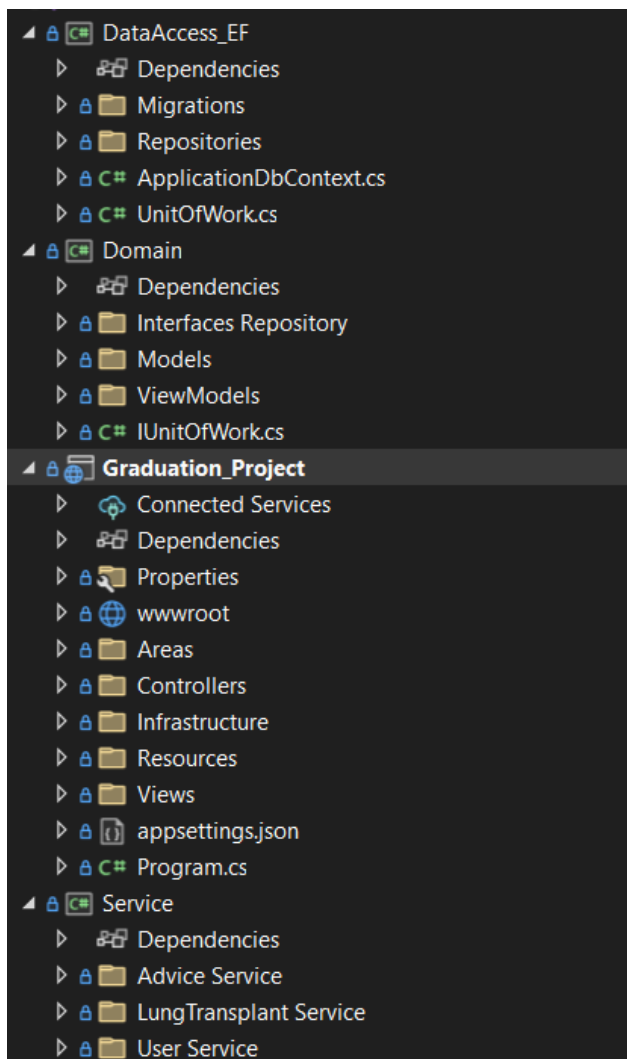 C# DataAccess_EF
Dependencies
Migrations
Repositories
C# ApplicationDbContext.cs
C# UnitOfWork.cs
C# Domain
Dependencies
Interfaces Repository
Models
ViewModels
C# IUnitOfWork.cs
Graduation_Project
Connected Services
Dependencies
Properties
wwwroot
Areas
Controllers
Infrastructure
Resources
Views
appsettings.json
C# Program.cs
C# Service
Dependencies
Advice Service
LungTransplant Service
User Service